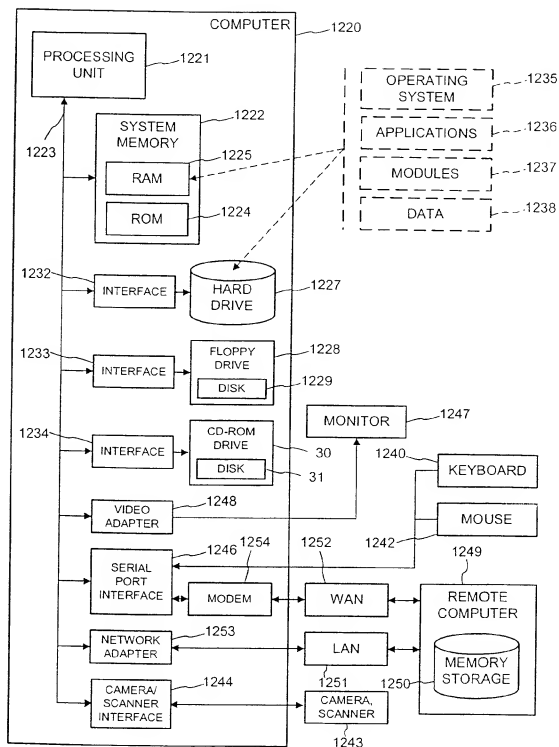 COMPUTER
1220
PROCESSING
UNIT
1221
1223
SYSTEM
MEMORY
1222
1225
RAM
1224
ROM
OPERATING
SYSTEM
1235
APPLICATIONS
1236
MODULES
1237
DATA
1238
1232
INTERFACE
HARD
DRIVE
1227
1233
INTERFACE
FLOPPY
DRIVE
1228
DISK
1229
1234
INTERFACE
CD-ROM
DRIVE
30
DISK
31
MONITOR
1247
1240
KEYBOARD
MOUSE
1242
VIDEO
ADAPTER
1248
SERIAL
PORT
INTERFACE
1246
1254
MODEM
1252
WAN
1249
REMOTE
COMPUTER
MEMORY
STORAGE
1250
NETWORK
ADAPTER
1253
LAN
1251
CAMERA/
SCANNER
INTERFACE
1244
CAMERA,
SCANNER
1243